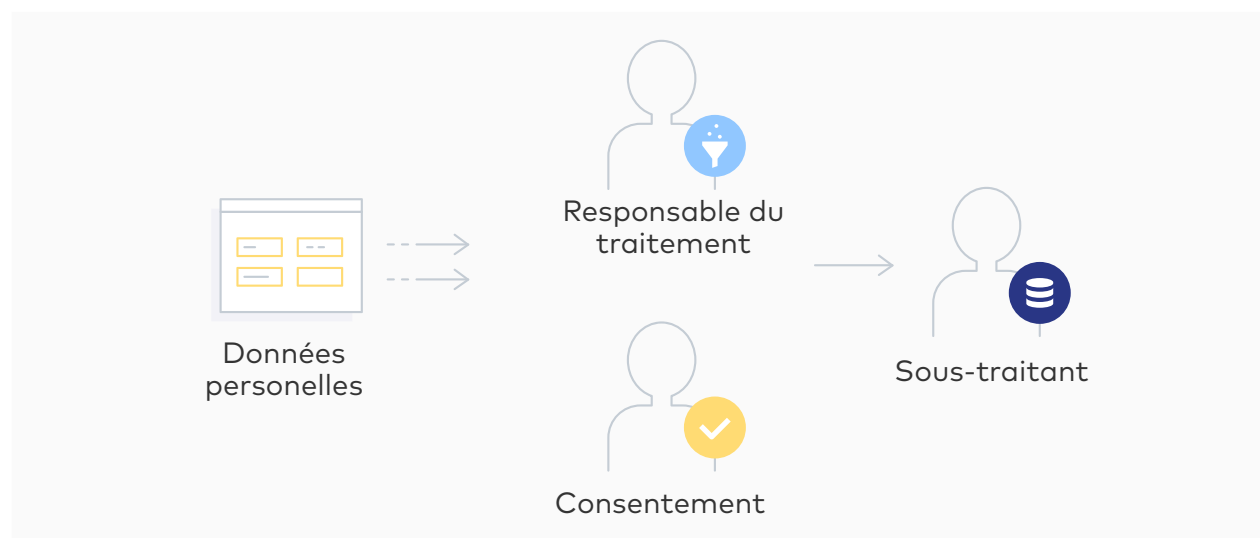 Données
personelles
Responsable du
traitement
Consentement
Sous-traitant